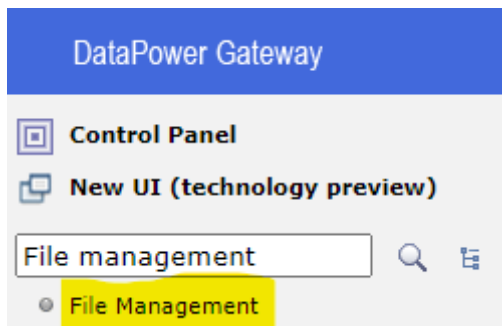 DataPower Gateway
Control Panel
New UI (technology preview)
File management
File Management